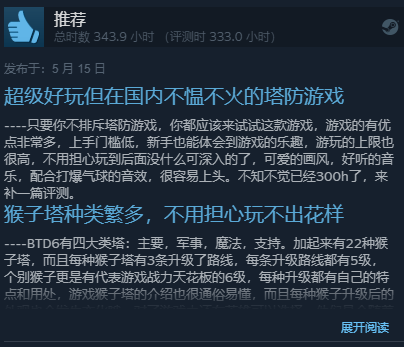 推荐
总时数 343.9 小时 （评测时 333.0 小时）
发布于：5 月 15 日
超级好玩但在国内不愠不火的塔防游戏
----只要你不排斥塔防游戏，你都应该来试试这款游戏，游戏的有优
点非常多，上手门槛低，新手也能体会到游戏的乐趣，游玩的上限也
很高，不用担心玩到后面没什么可深入的了，可爱的画风，好听的音
乐，配合打爆气球的音效，很容易上头。不知不觉已经300h了，来
补一篇评测。
猴子塔种类繁多，不用担心玩不出花样
----BTD6有四大类塔：主要，军事，魔法，支持。加起来有22种猴
子塔，而且每种猴子塔有3条升级了路线，每条升级路线都有5级，
个别猴子更是有代表游戏战力天花板的6级，每种升级都有自己的特
点和用处，游戏猴子塔的介绍也很通俗易懂，而且每种猴子升级后的
展开阅读